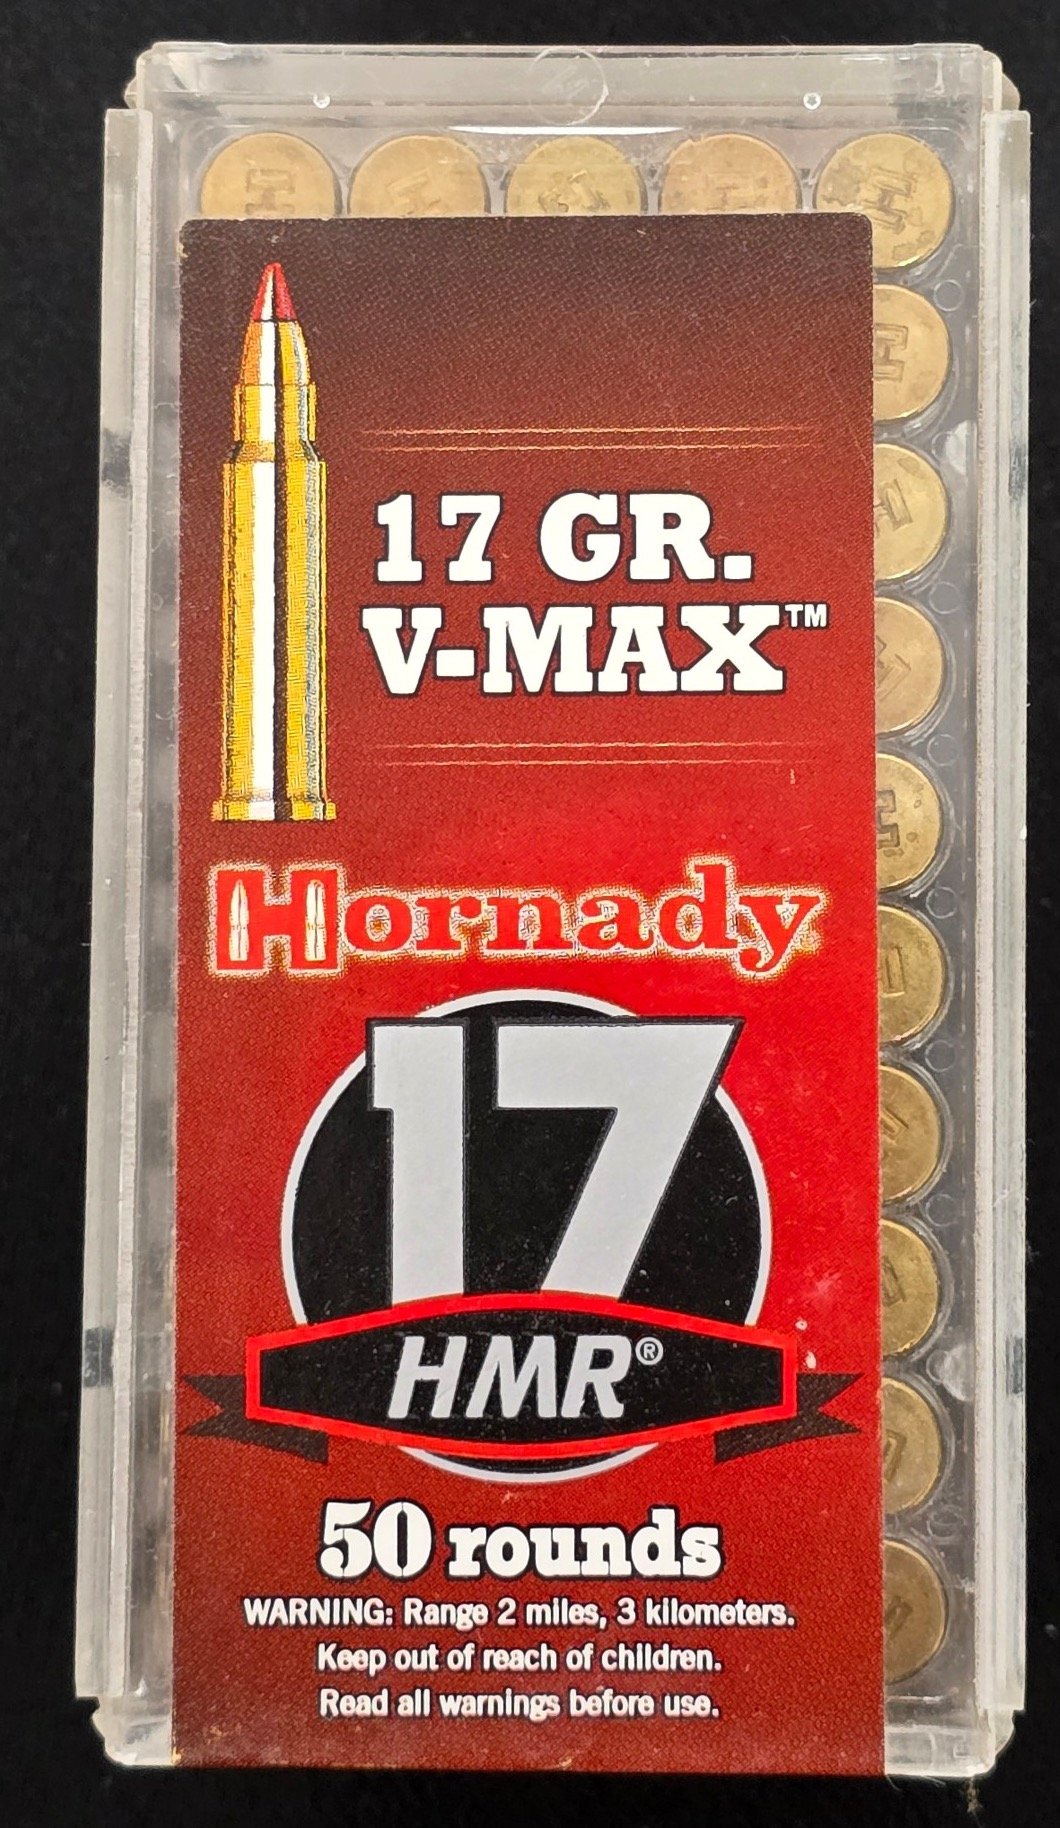 H H H H H
H
H
17 GR.
V-MAX™
Hornady
17
HMR®
50 rounds
WARNING: Range 2 miles, 3 kilometers.
Keep out of reach of children.
Read all warnings before use.